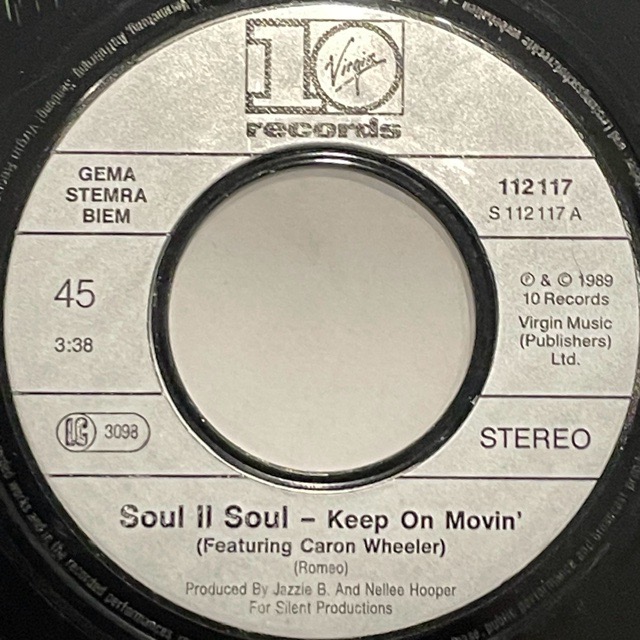 10
Virgin
records
GEMA
STEMRA
BIEM
112 117
S 112 117 A
45
3:38
℗ & © 1989
10 Records
Virgin Music
(Publishers)
Ltd.
LC 3098
STEREO
Soul II Soul – Keep On Movin'
(Featuring Caron Wheeler)
(Romeo)
Produced By Jazzie B. And Nellee Hooper
For Silent Productions